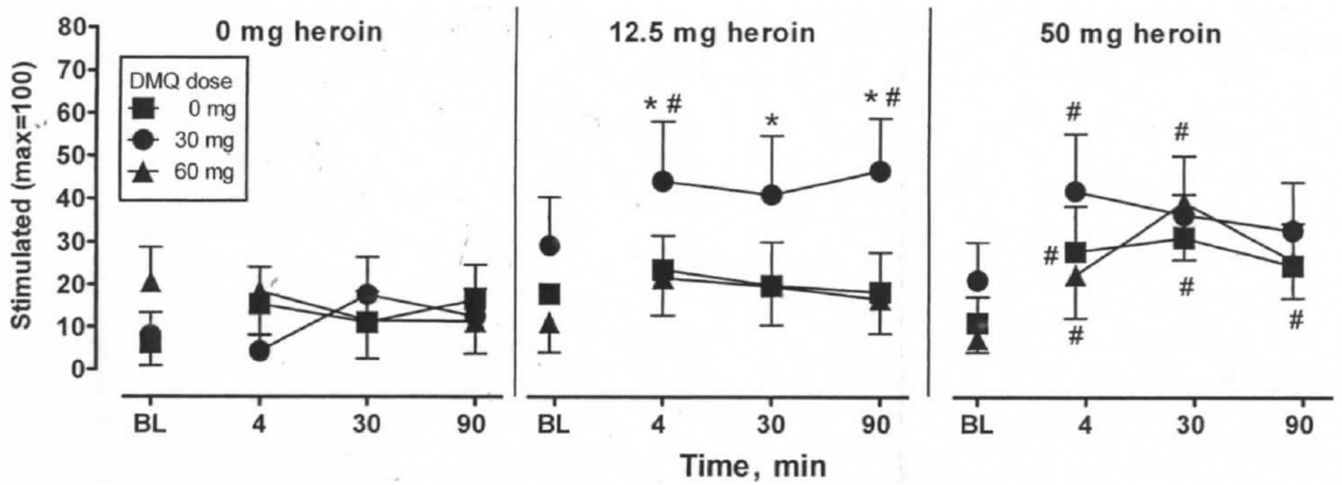 0 mg heroin
12.5 mg heroin
50 mg heroin
80
70
60
50
40
30
20
10
0
Stimulated (max=100)
DMQ dose
0 mg
30 mg
60 mg
* #
*
* #
#
#
#
#
#
#
BL 4 30 90
BL 4 30 90
BL 4 30 90
Time, min